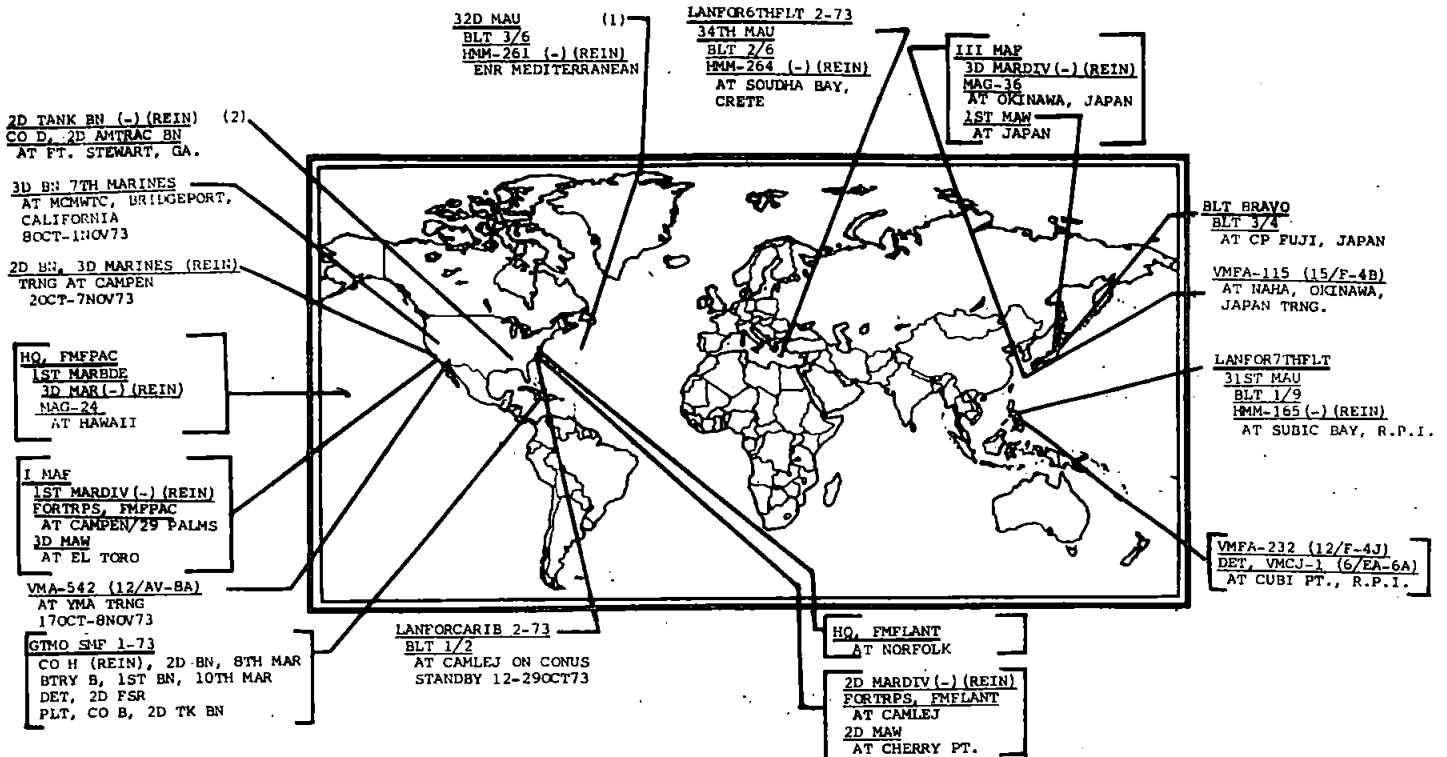 32D MAU (1)
BLT 3/6
HMM-261 (-)(REIN)
ENR MEDITERRANEAN
LANFOR6THFLT 2-73
34TH MAU
BLT 2/6
HMM-264 (-)(REIN)
AT SOUDHA BAY,
CRETE
III MAF
3D MARDIV(-)(REIN)
MAG-36
AT OKINAWA, JAPAN
1ST MAW
AT JAPAN
2D TANK BN (-)(REIN) (2)
CO D, 2D AMTRAC BN
AT FT. STEWART, GA.
3D BN 7TH MARINES
AT MCMWTC, BRIDGEPORT,
CALIFORNIA
8OCT-1NOV73
2D BN, 3D MARINES (REIN)
TRNG AT CAMPEN
20CT-7NOV73
HQ, FMFPAC
1ST MARBDE
3D MAR(-)(REIN)
MAG-24
AT HAWAII
I MAF
1ST MARDIV(-)(REIN)
FORTRPS, FMFPAC
AT CAMPEN/29 PALMS
3D MAW
AT EL TORO
VMA-542 (12/AV-8A)
AT YMA TRNG
17OCT-8NOV73
GTMO SMF 1-73
CO H (REIN), 2D BN, 8TH MAR
BTRY B, 1ST BN, 10TH MAR
DET, 2D FSR
PLT, CO B, 2D TK BN
LANFORCARIB 2-73
BLT 1/2
AT CAMLEJ ON CONUS
STANDBY 12-29OCT73
HQ, FMFLANT
AT NORFOLK
2D MARDIV(-)(REIN)
FORTRPS, FMFLANT
AT CAMLEJ
2D MAW
AT CHERRY PT.
BLT BRAVO
BLT 3/4
AT CP FUJI, JAPAN
VMFA-115 (15/F-4B)
AT NAHA, OKINAWA,
JAPAN TRNG.
LANFOR7THFLT
31ST MAU
BLT 1/9
HMM-165(-)(REIN)
AT SUBIC BAY, R.P.I.
VMFA-232 (12/F-4J)
DET, VMCJ-1 (6/EA-6A)
AT CUBI PT., R.P.I.